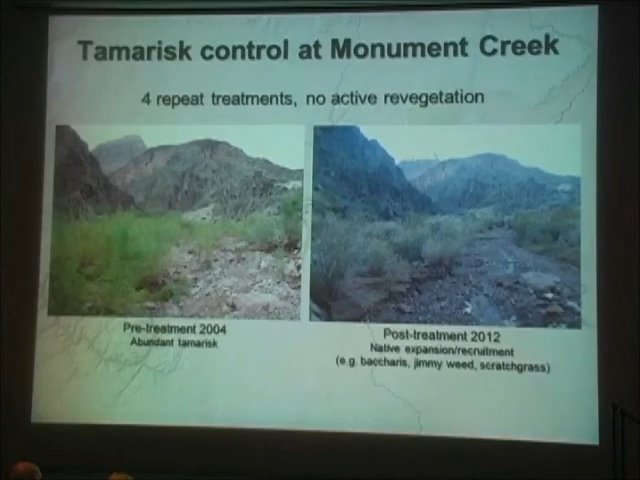 Tamarisk control at Monument Creek
4 repeat treatments, no active revegetation
Pre-treatment 2004
Abundant tamarisk
Post-treatment 2012
Native expansion/recruitment
(e.g. baccharis, jimmy weed, scratchgrass)